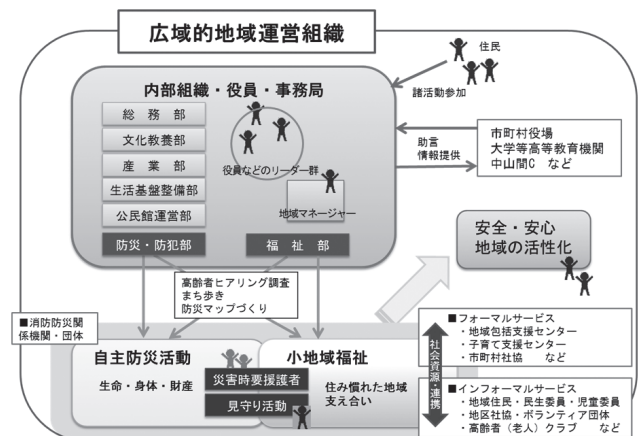 広域的地域運営組織
住民
諸活動参加
内部組織・役員・事務局
総務部
文化教養部
産業部
生活基盤整備部
公民館運営部
防災・防犯部
福祉部
役員などのリーダー群
地域マネージャー
助言
情報提供
市町村役場
大学等高等教育機関
中山間C など
安全・安心
地域の活性化
高齢者ヒアリング調査
まち歩き
防災マップづくり
■消防防災関
係機関・団体
自主防災活動
生命・身体・財産
災害時要援護者
見守り活動
小地域福祉
住み慣れた地域
支え合い
社会資源・連携
■フォーマルサービス
・地域包括支援センター
・子育て支援センター
・市町村社協 など
■インフォーマルサービス
・地域住民・民生委員・児童委員
・地区社協・ボランティア団体
・高齢者（老人）クラブ など